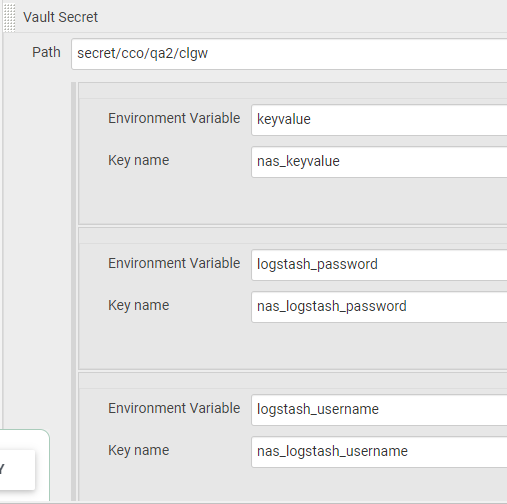 Vault Secret
Path secret/cco/qa2/clgw
Environment Variable keyvalue
Key name nas_keyvalue
Environment Variable logstash_password
Key name nas_logstash_password
Environment Variable logstash_username
Key name nas_logstash_username
Y